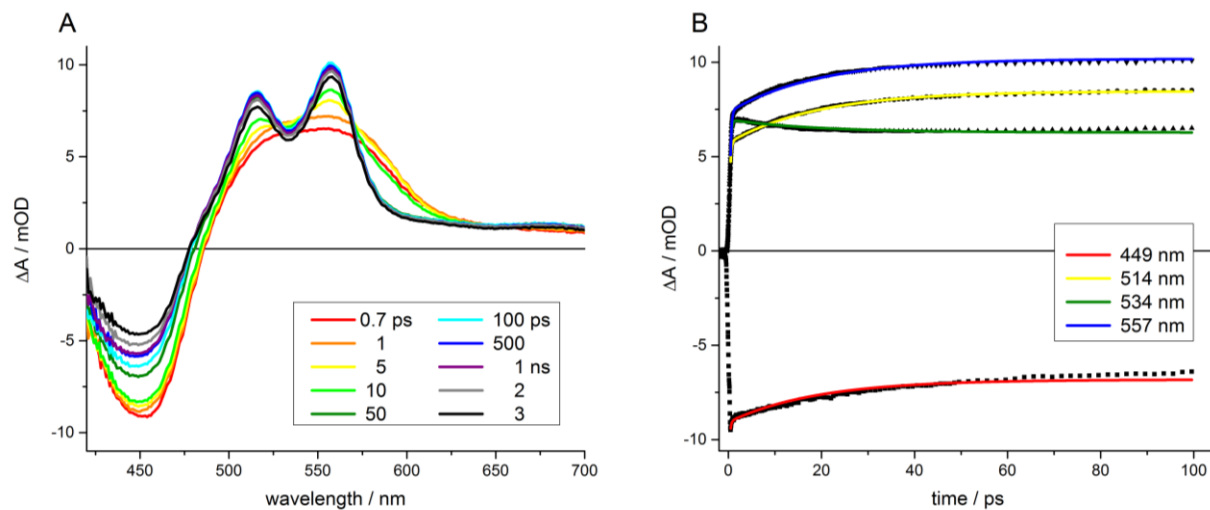 A
B
10
5
0
-5
-10
ΔA / mOD
0.7 ps 100 ps
1 500
5 1 ns
10 2
50 3
450 500 550 600 650 700
wavelength / nm
10
5
0
-5
-10
ΔA / mOD
449 nm
514 nm
534 nm
557 nm
0 20 40 60 80 100
time / ps